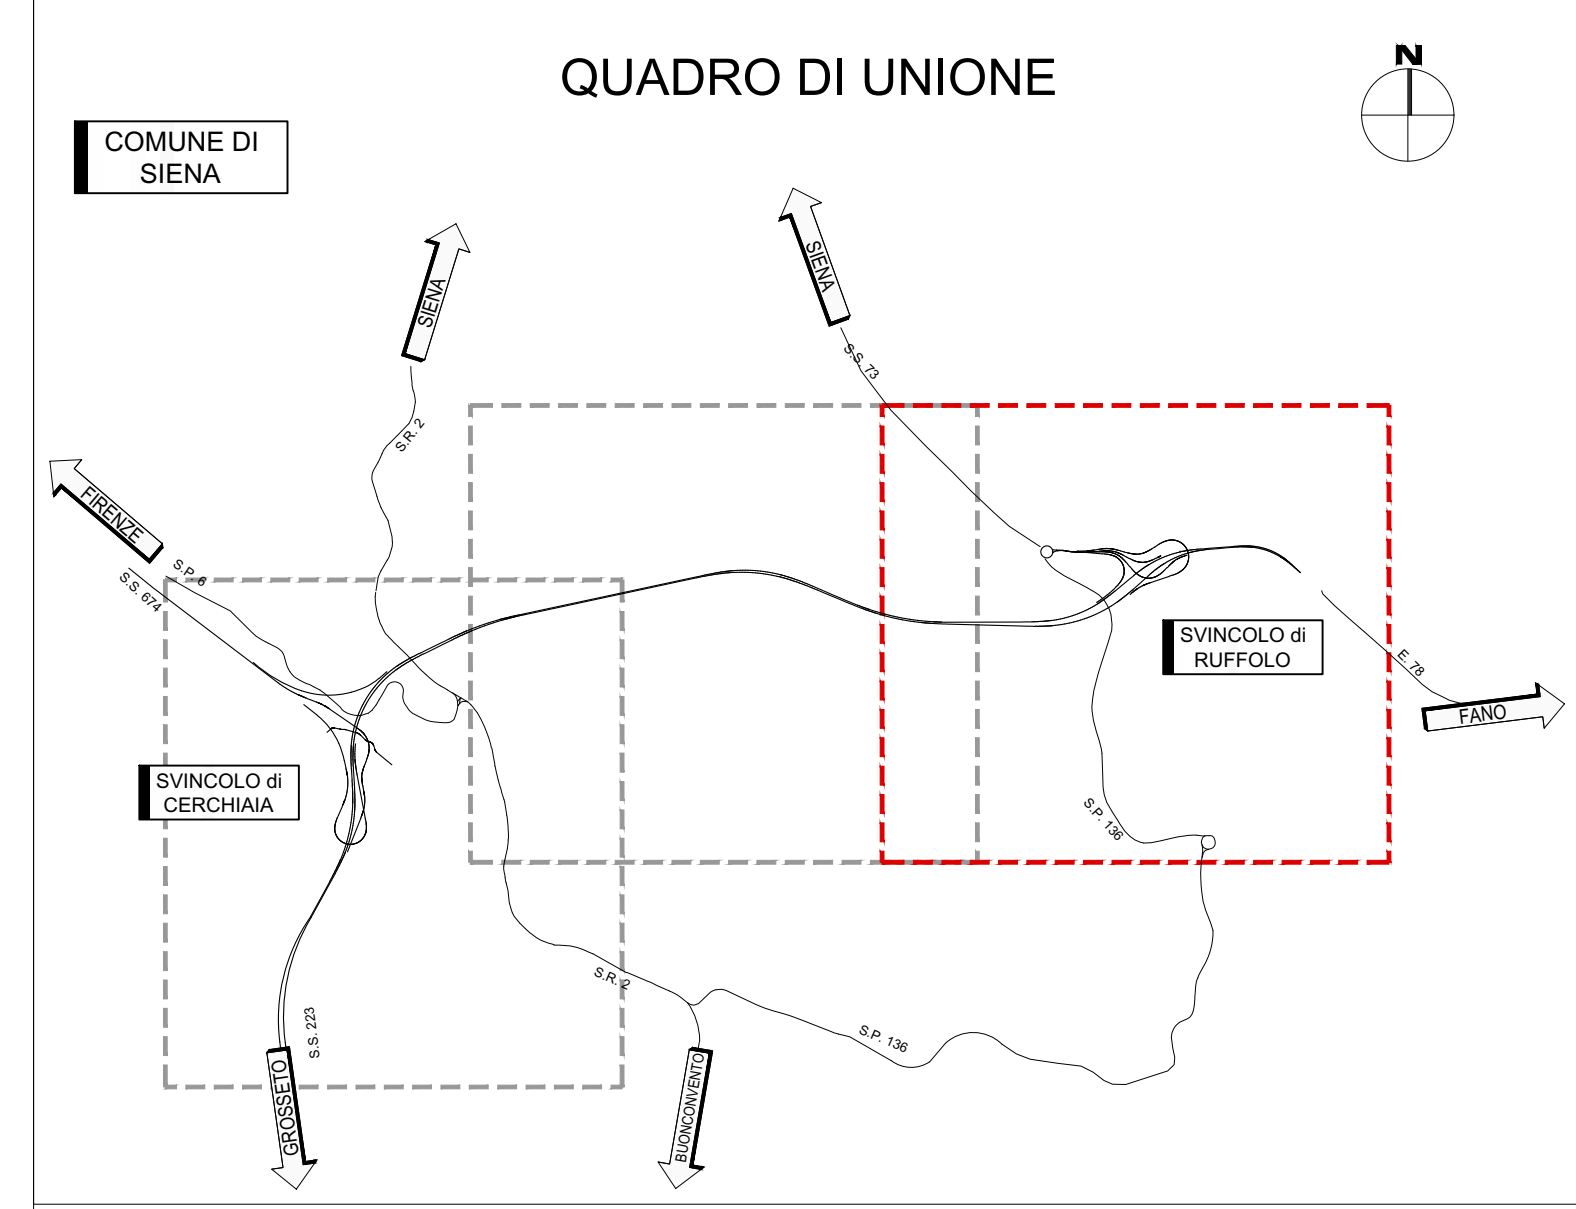 QUADRO DI UNIONE
N
COMUNE DI
SIENA
SIENA
SIENA
S.S. 73
S.R. 2
FIRENZE
S.P. 6
S.S. 674
SVINCOLO di
RUFFOLO
E. 78
FANO
SVINCOLO di
CERCHIAIA
S.P. 136
S.R. 2
S.S. 223
S.P. 136
GROSSETO
BUONCONVENTO